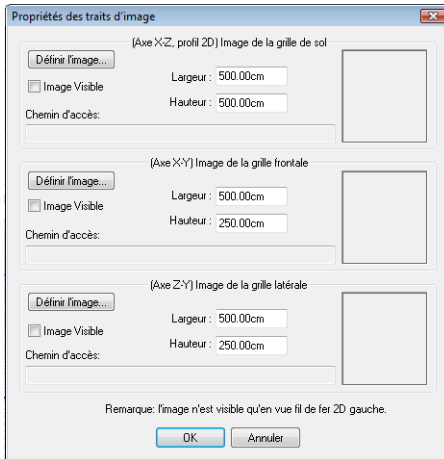 Propriétés des traits d'image
(Axe X-Z, profil 2D) Image de la grille de sol
Définir l'image...
Largeur : 500.00cm
Image Visible
Hauteur : 500.00cm
Chemin d'accès:
(Axe X-Y) Image de la grille frontale
Définir l'image...
Largeur : 500.00cm
Image Visible
Hauteur : 250.00cm
Chemin d'accès:
(Axe Z-Y) Image de la grille latérale
Définir l'image...
Largeur : 500.00cm
Image Visible
Hauteur : 250.00cm
Chemin d'accès:
Remarque: l'image n'est visible qu'en vue fil de fer 2D gauche.
OK Annuler